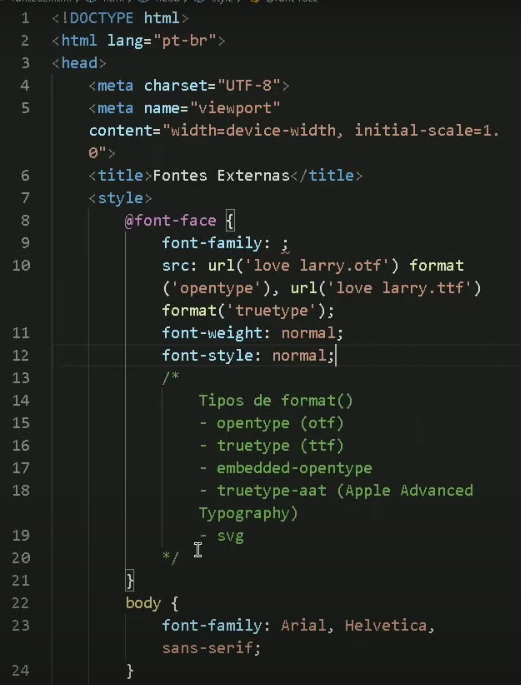 1 <!DOCTYPE html>
2 <html lang="pt-br">
3 <head>
4 <meta charset="UTF-8">
5 <meta name="viewport"
content="width=device-width, initial-scale=1.
0">
6 <title>Fontes Externas</title>
7 <style>
8 @font-face {
9 font-family: ;
10 src: url('love larry.otf') format
('opentype'), url('love larry.ttf')
format('truetype');
11 font-weight: normal;
12 font-style: normal;
13 /*
14 Tipos de format()
15 - opentype (otf)
16 - truetype (ttf)
17 - embedded-opentype
18 - truetype-aat (Apple Advanced
Typography)
19 - svg
20 */
21 }
22 body {
23 font-family: Arial, Helvetica,
sans-serif;
24 }